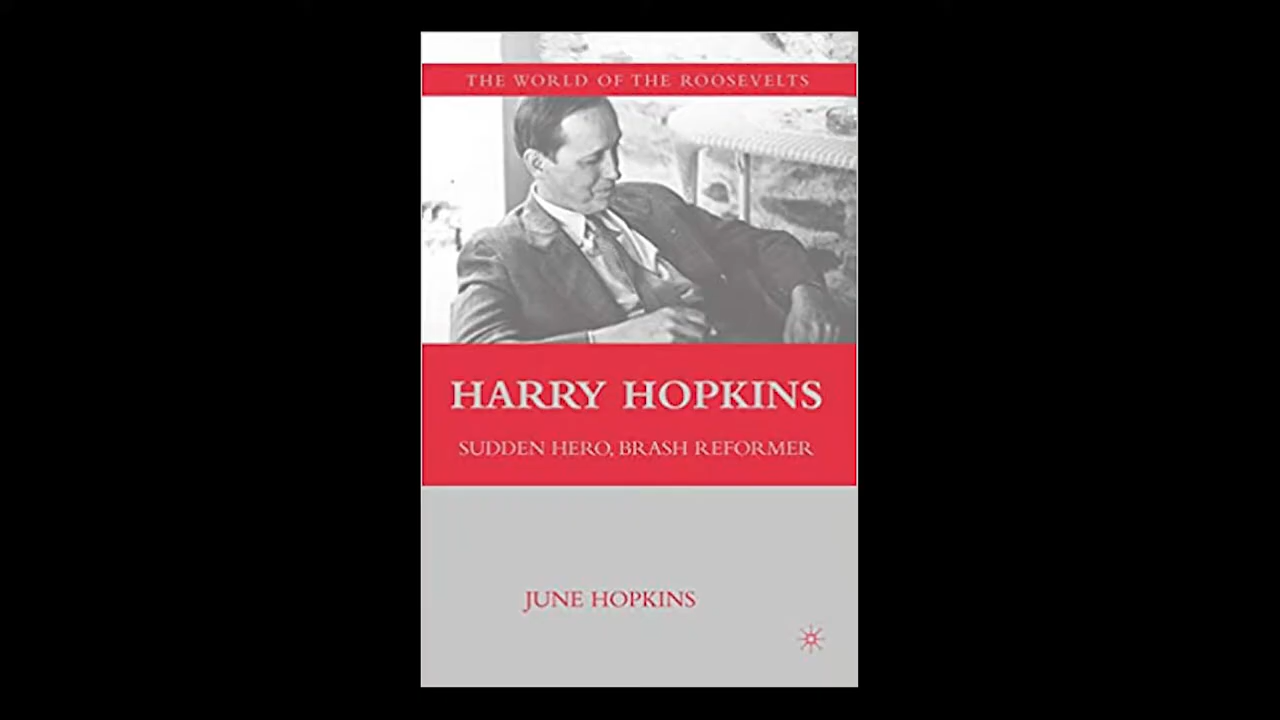 THE WORLD OF THE ROOSEVELTS
HARRY HOPKINS
SUDDEN HERO, BRASH REFORMER
JUNE HOPKINS